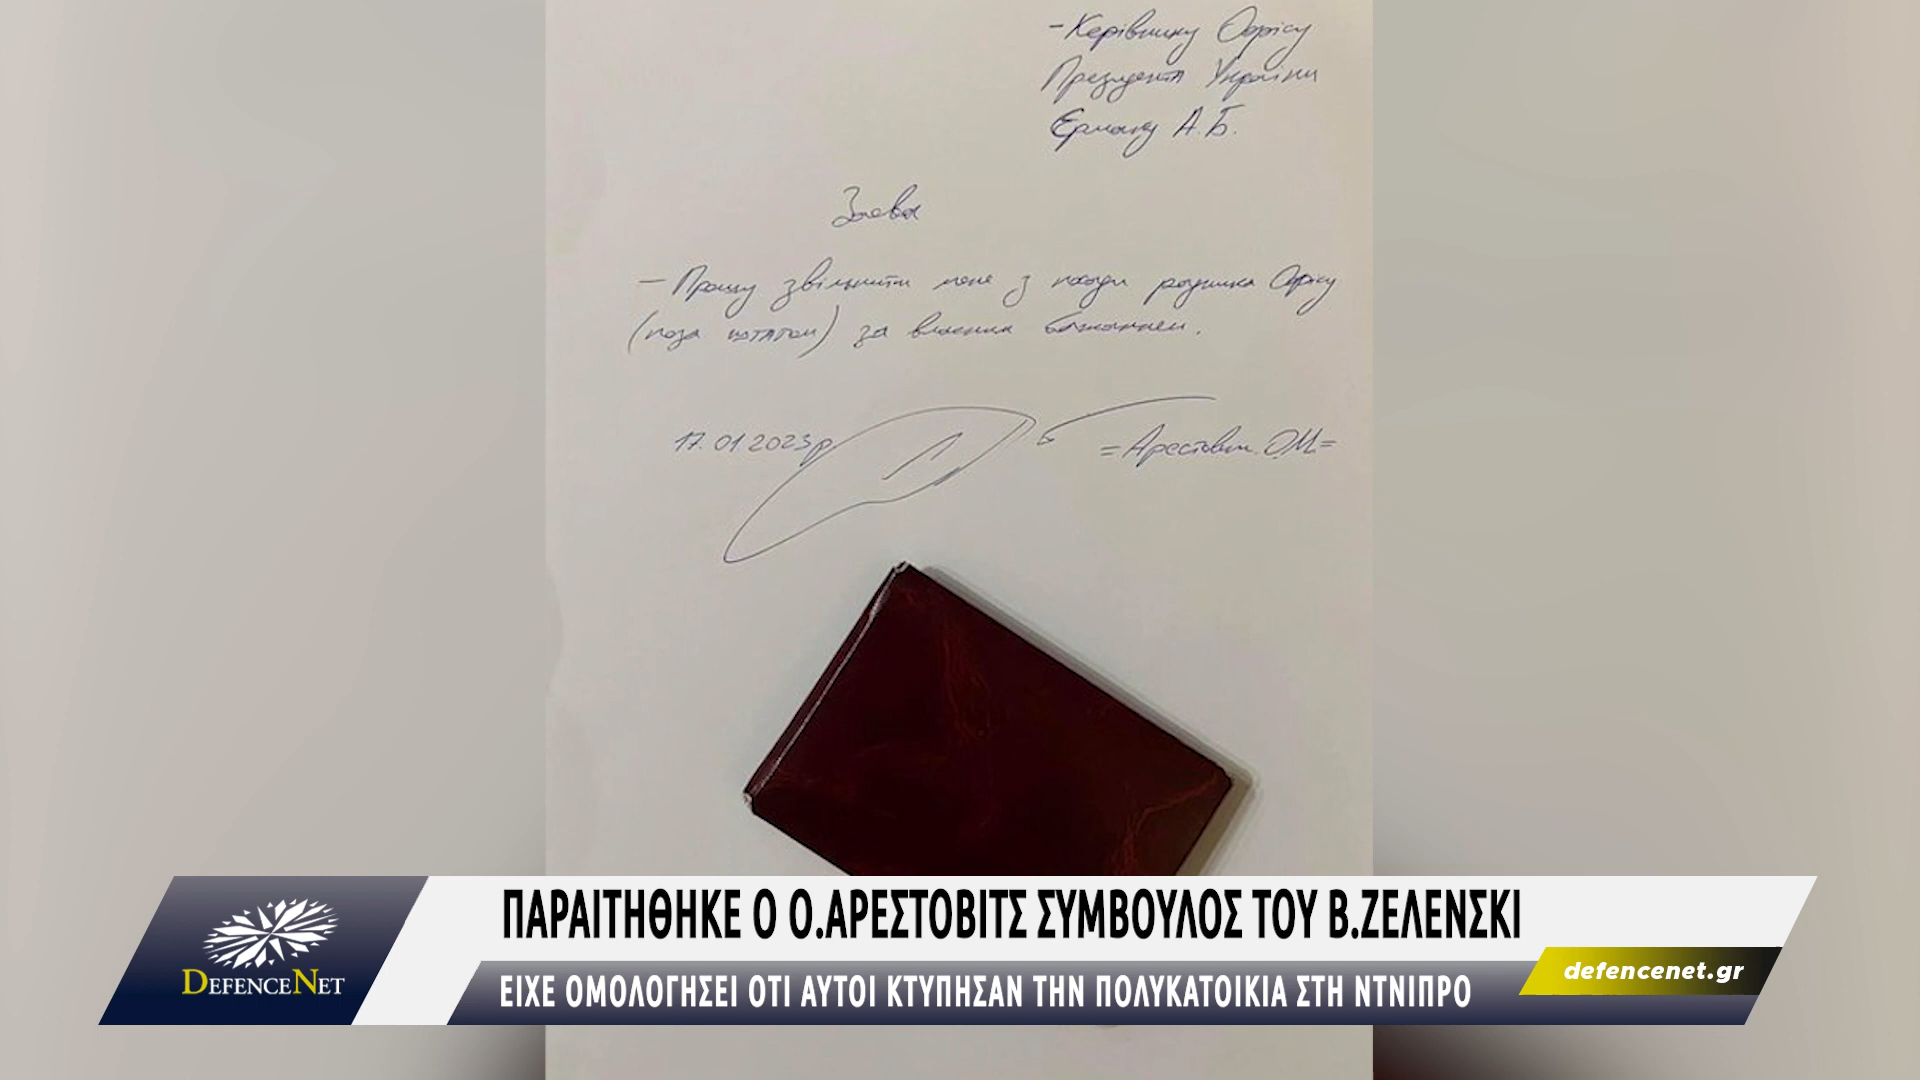 - Керівнику Офісу
Президента України
Єрмаку А.Б.
Заява
- Прошу звільнити мене з посади радника Офісу
(поза штатом) за власним бажанням.
17.01.2023р
= Арестович О.М. =
ΠΑΡΑΙΤΗΘΗΚΕ Ο Ο.ΑΡΕΣΤΟΒΙΤΣ ΣΥΜΒΟΥΛΟΣ ΤΟΥ Β.ΖΕΛΕΝΣΚΙ
DEFENCENET
defencenet.gr
ΕΙΧΕ ΟΜΟΛΟΓΗΣΕΙ ΟΤΙ ΑΥΤΟΙ ΚΤΥΠΗΣΑΝ ΤΗΝ ΠΟΛΥΚΑΤΟΙΚΙΑ ΣΤΗ ΝΤΝΙΠΡΟ